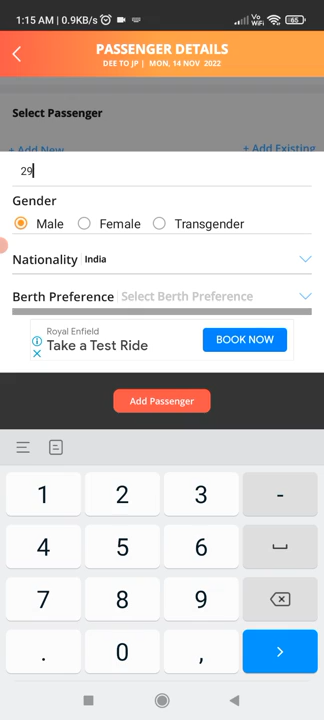 1:15 AM | 0.9KB/s
Vo WiFi 65
PASSENGER DETAILS
DEE TO JP | MON, 14 NOV 2022
Select Passenger
+ Add New + Add Existing
29
Gender
Male Female Transgender
Nationality India
Berth Preference Select Berth Preference
Royal Enfield
Take a Test Ride
BOOK NOW
Add Passenger
1 2 3 -
4 5 6
7 8 9
. 0 ,